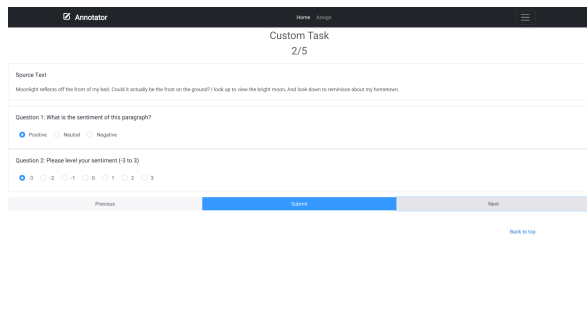 Annotator
Home Assign
Custom Task
2/5
Source Text
Moonlight reflects off the front of my bed. Could it actually be the frost on the ground? I look up to view the bright moon, And look down to reminisce about my hometown.
Question 1: What is the sentiment of this paragraph?
Positive Neutral Negative
Question 2: Please level your sentiment (-3 to 3)
-3 -2 -1 0 1 2 3
Previous Submit Next
Back to top